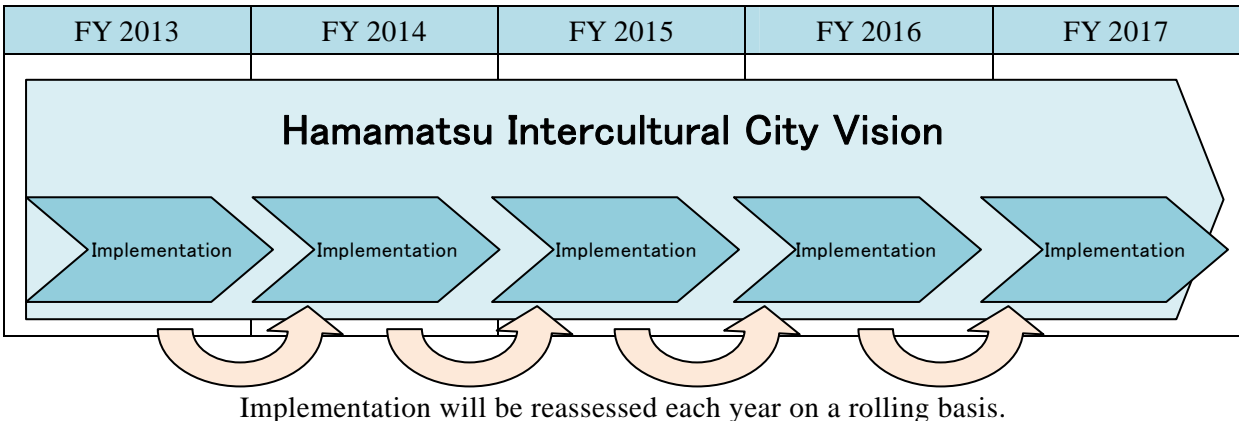 FY 2013 FY 2014 FY 2015 FY 2016 FY 2017
Hamamatsu Intercultural City Vision
Implementation Implementation Implementation Implementation Implementation
Implementation will be reassessed each year on a rolling basis.